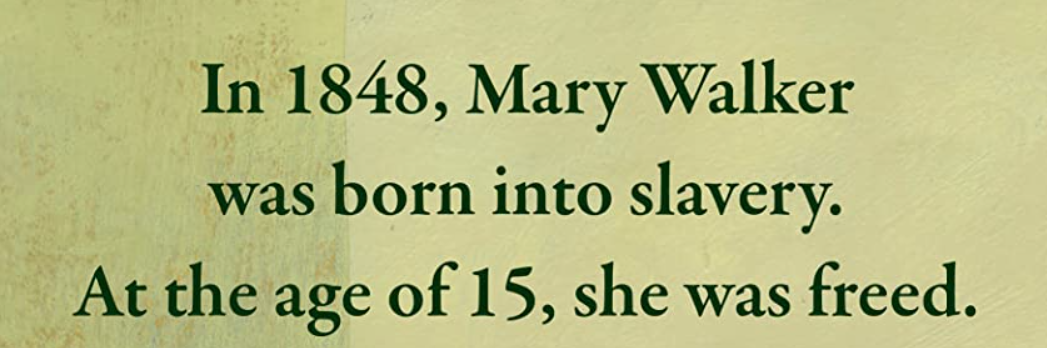 In 1848, Mary Walker
was born into slavery.
At the age of 15, she was freed.